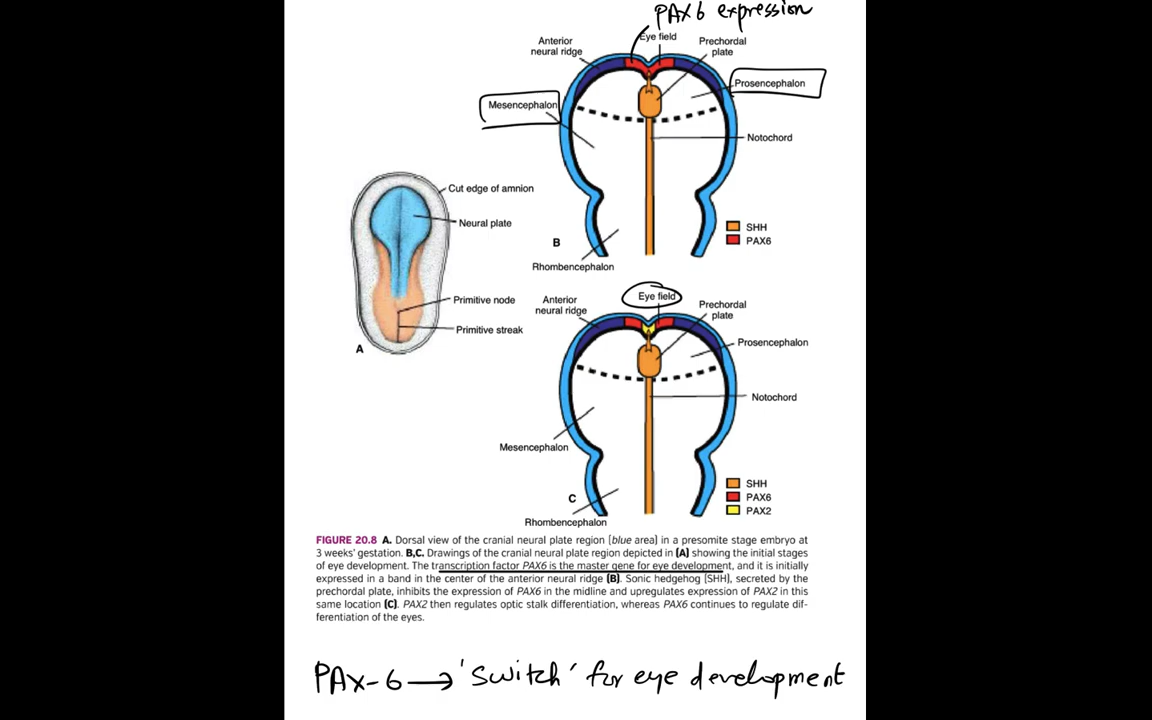 PAX6 expression
Eye field
Anterior
neural ridge
Prechordal
plate
Prosencephalon
Mesencephalon
Notochord
Cut edge of amnion
Neural plate
B
SHH
PAX6
Rhombencephalon
Primitive node
Primitive streak
A
Eye field
Anterior
neural ridge
Prechordal
plate
Prosencephalon
Notochord
Mesencephalon
C
SHH
PAX6
PAX2
Rhombencephalon
FIGURE 20.8 A. Dorsal view of the cranial neural plate region (blue area) in a presomite stage embryo at
3 weeks' gestation. B,C. Drawings of the cranial neural plate region depicted in (A) showing the initial stages
of eye development. The transcription factor PAX6 is the master gene for eye development, and it is initially
expressed in a band in the center of the anterior neural ridge (B). Sonic hedgehog (SHH), secreted by the
prechordal plate, inhibits the expression of PAX6 in the midline and upregulates expression of PAX2 in this
same location (C). PAX2 then regulates optic stalk differentiation, whereas PAX6 continues to regulate dif-
ferentiation of the eyes.
PAX-6 → 'Switch' for eye development